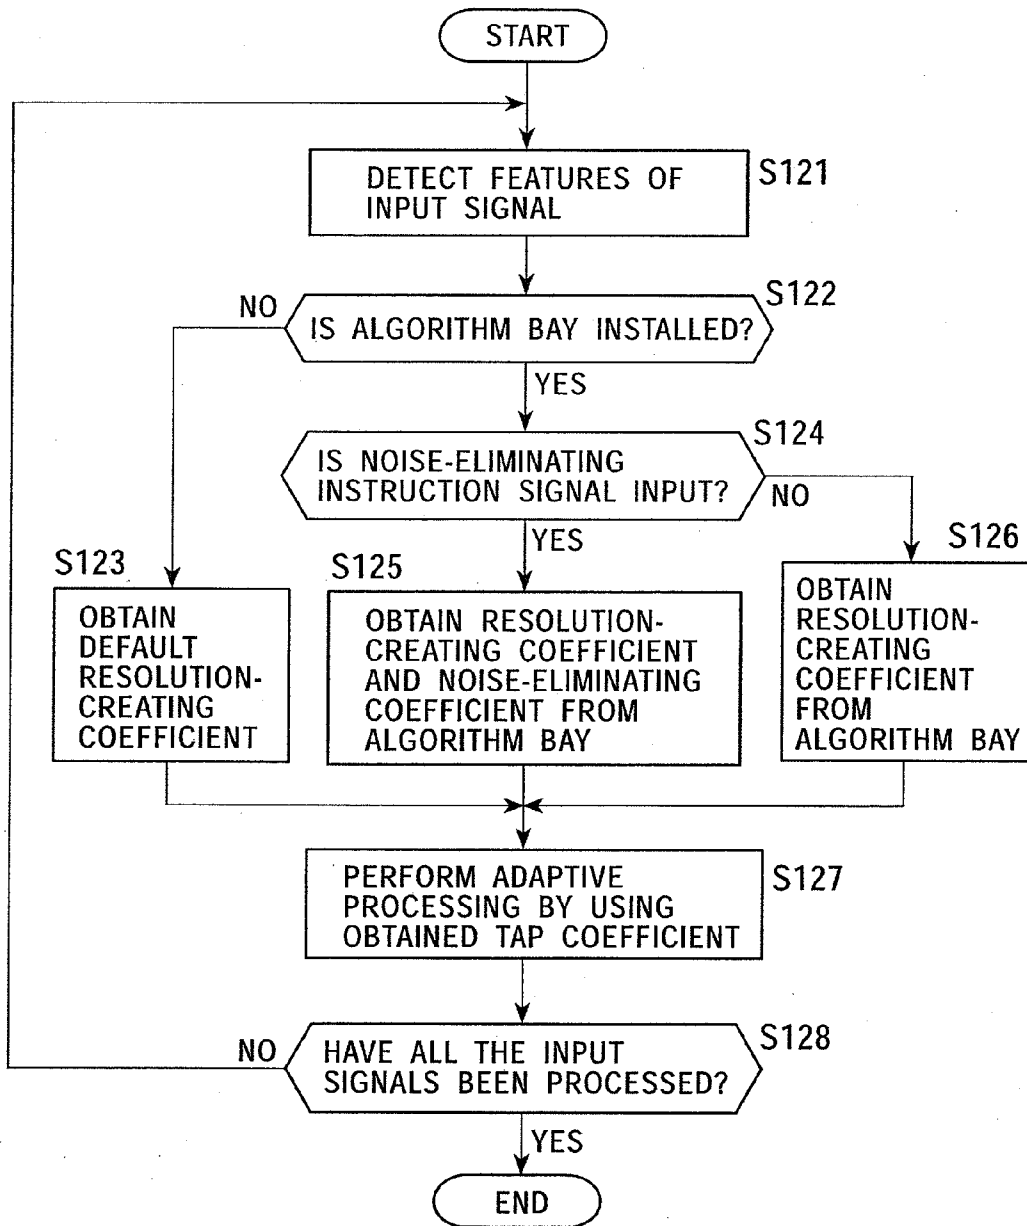 START
DETECT FEATURES OF
INPUT SIGNAL
S121
S122
NO
IS ALGORITHM BAY INSTALLED?
YES
S124
IS NOISE-ELIMINATING
INSTRUCTION SIGNAL INPUT?
NO
YES
S123
OBTAIN
DEFAULT
RESOLUTION-
CREATING
COEFFICIENT
S125
OBTAIN RESOLUTION-
CREATING COEFFICIENT
AND NOISE-ELIMINATING
COEFFICIENT FROM
ALGORITHM BAY
S126
OBTAIN
RESOLUTION-
CREATING
COEFFICIENT
FROM
ALGORITHM BAY
PERFORM ADAPTIVE
PROCESSING BY USING
OBTAINED TAP COEFFICIENT
S127
NO
HAVE ALL THE INPUT
SIGNALS BEEN PROCESSED?
S128
YES
END